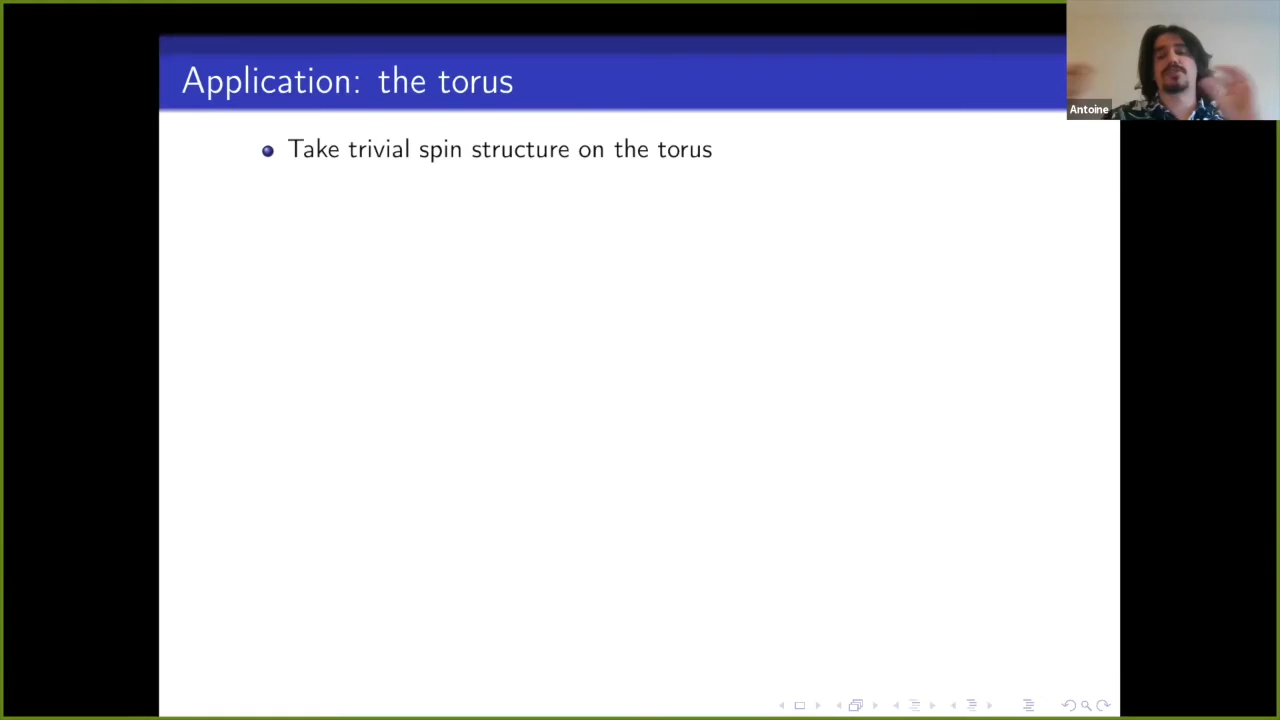 Application: the torus
Antoine
Take trivial spin structure on the torus